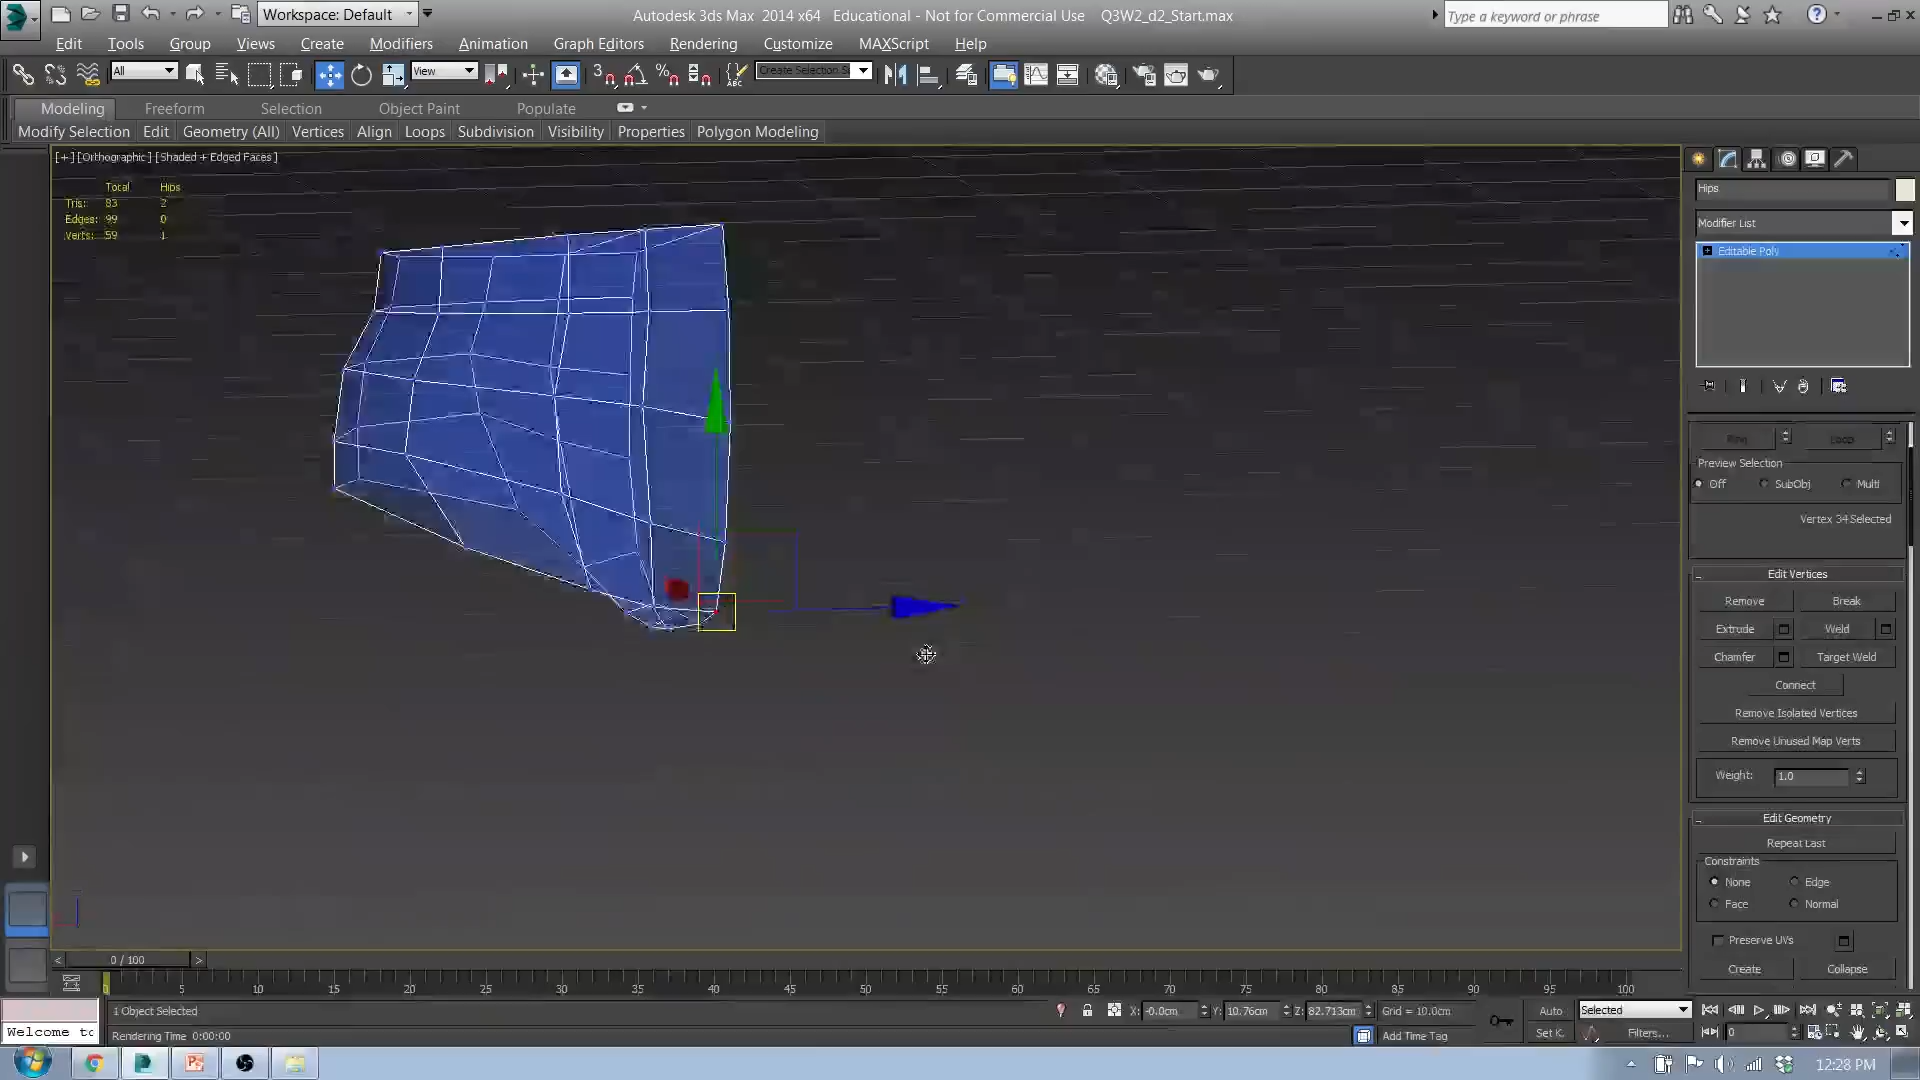 Workspace: Default
Autodesk 3ds Max 2014 x64 Educational - Not for Commercial Use Q3W2_d2_Start.max
Type a keyword or phrase
Edit Tools Group Views Create Modifiers Animation Graph Editors Rendering Customize MAXScript Help
All
View
Create Selection S
Modeling Freeform Selection Object Paint Populate
Modify Selection Edit Geometry (All) Vertices Align Loops Subdivision Visibility Properties Polygon Modeling
[+] [Orthographic] [Shaded + Edged Faces]
Total Hips
Tris: 83 2
Edges: 99 0
Verts: 59 1
Hips
Modifier List
Editable Poly
Ring Loop
Preview Selection
Off SubObj Multi
Vertex 34 Selected
Edit Vertices
Remove Break
Extrude Weld
Chamfer Target Weld
Connect
Remove Isolated Vertices
Remove Unused Map Verts
Weight: 1.0
Edit Geometry
Repeat Last
Constraints
None Edge
Face Normal
Preserve UVs
Create Collapse
< 0 / 100 >
0 5 10 15 20 25 30 35 40 45 50 55 60 65 70 75 80 85 90 95 100
1 Object Selected X: -0.0cm Y: 10.76cm Z: 82.713cm Grid = 10.0cm Auto Selected
Welcome to
Rendering Time 0:00:00 Add Time Tag Set K. Filters... 0
12:28 PM